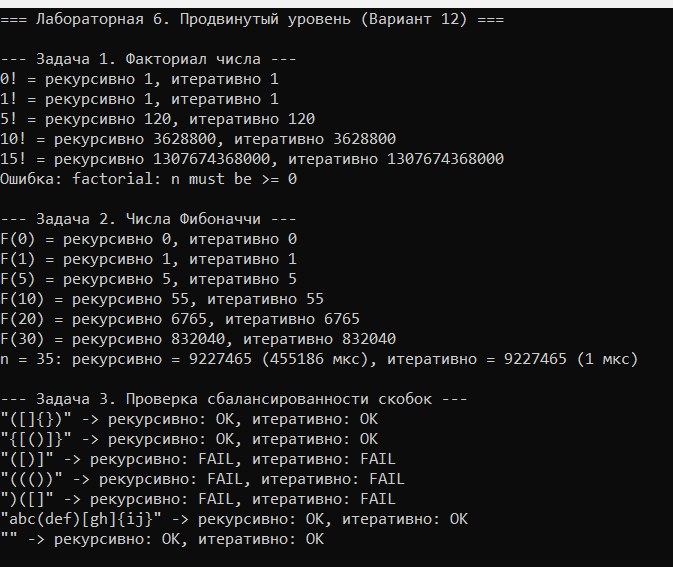 === Лабораторная 6. Продвинутый уровень (Вариант 12) ===
--- Задача 1. Факториал числа ---
0! = рекурсивно 1, итеративно 1
1! = рекурсивно 1, итеративно 1
5! = рекурсивно 120, итеративно 120
10! = рекурсивно 3628800, итеративно 3628800
15! = рекурсивно 1307674368000, итеративно 1307674368000
Ошибка: factorial: n must be >= 0
--- Задача 2. Числа Фибоначчи ---
F(0) = рекурсивно 0, итеративно 0
F(1) = рекурсивно 1, итеративно 1
F(5) = рекурсивно 5, итеративно 5
F(10) = рекурсивно 55, итеративно 55
F(20) = рекурсивно 6765, итеративно 6765
F(30) = рекурсивно 832040, итеративно 832040
n = 35: рекурсивно = 9227465 (455186 мкс), итеративно = 9227465 (1 мкс)
--- Задача 3. Проверка сбалансированности скобок ---
"([]{})" -> рекурсивно: OK, итеративно: OK
"{[()]}" -> рекурсивно: OK, итеративно: OK
"([)]" -> рекурсивно: FAIL, итеративно: FAIL
"((())" -> рекурсивно: FAIL, итеративно: FAIL
")([]" -> рекурсивно: FAIL, итеративно: FAIL
"abc(def)[gh]{ij}" -> рекурсивно: OK, итеративно: OK
"" -> рекурсивно: OK, итеративно: OK